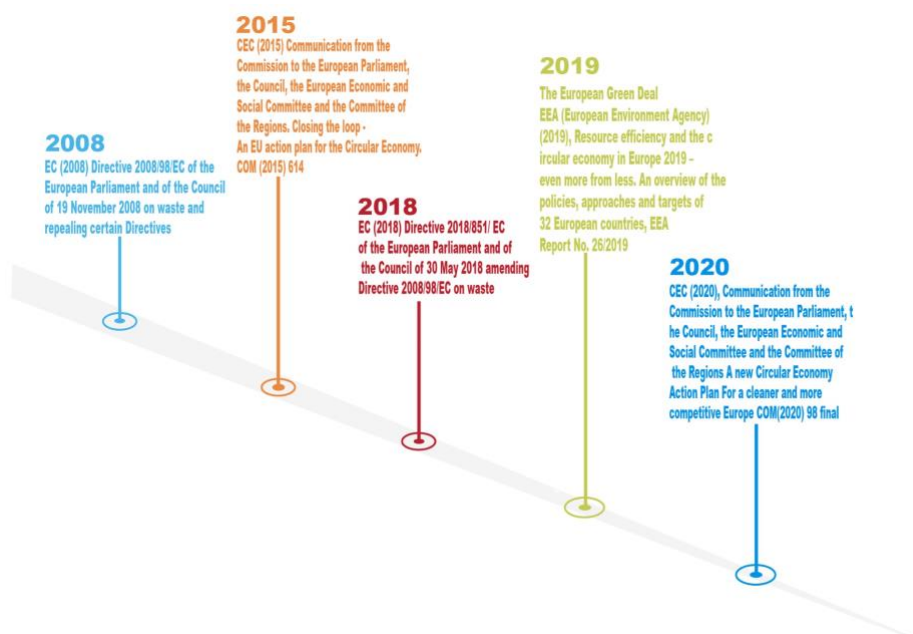 2008
EC (2008) Directive 2008/98/EC of the
European Parliament and of the Council
of 19 November 2008 on waste and
repealing certain Directives
2015
CEC (2015) Communication from the
Commission to the European Parliament,
the Council, the European Economic and
Social Committee and the Committee of
the Regions. Closing the loop -
An EU action plan for the Circular Economy.
COM (2015) 614
2018
EC (2018) Directive 2018/851/ EC
of the European Parliament and of
the Council of 30 May 2018 amending
Directive 2008/98/EC on waste
2019
The European Green Deal
EEA (European Environment Agency)
(2019), Resource efficiency and the c
ircular economy in Europe 2019 –
even more from less. An overview of the
policies, approaches and targets of
32 European countries, EEA
Report No. 26/2019
2020
CEC (2020), Communication from the
Commission to the European Parliament, t
he Council, the European Economic and
Social Committee and the Committee of
the Regions A new Circular Economy
Action Plan For a cleaner and more
competitive Europe COM(2020) 98 final